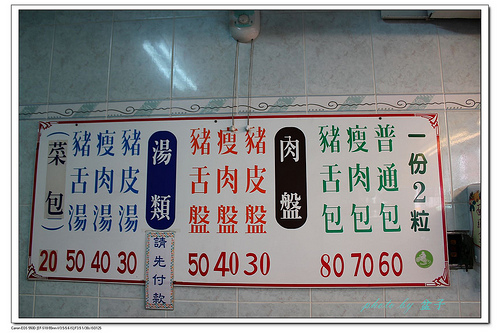 一份2粒
普通包 60
瘦肉包 70
豬舌包 80
肉盤
豬皮盤 30
瘦肉盤 40
豬舌盤 50
湯類
豬皮湯 30
瘦肉湯 40
豬舌湯 50
(菜包) 20
請先付款